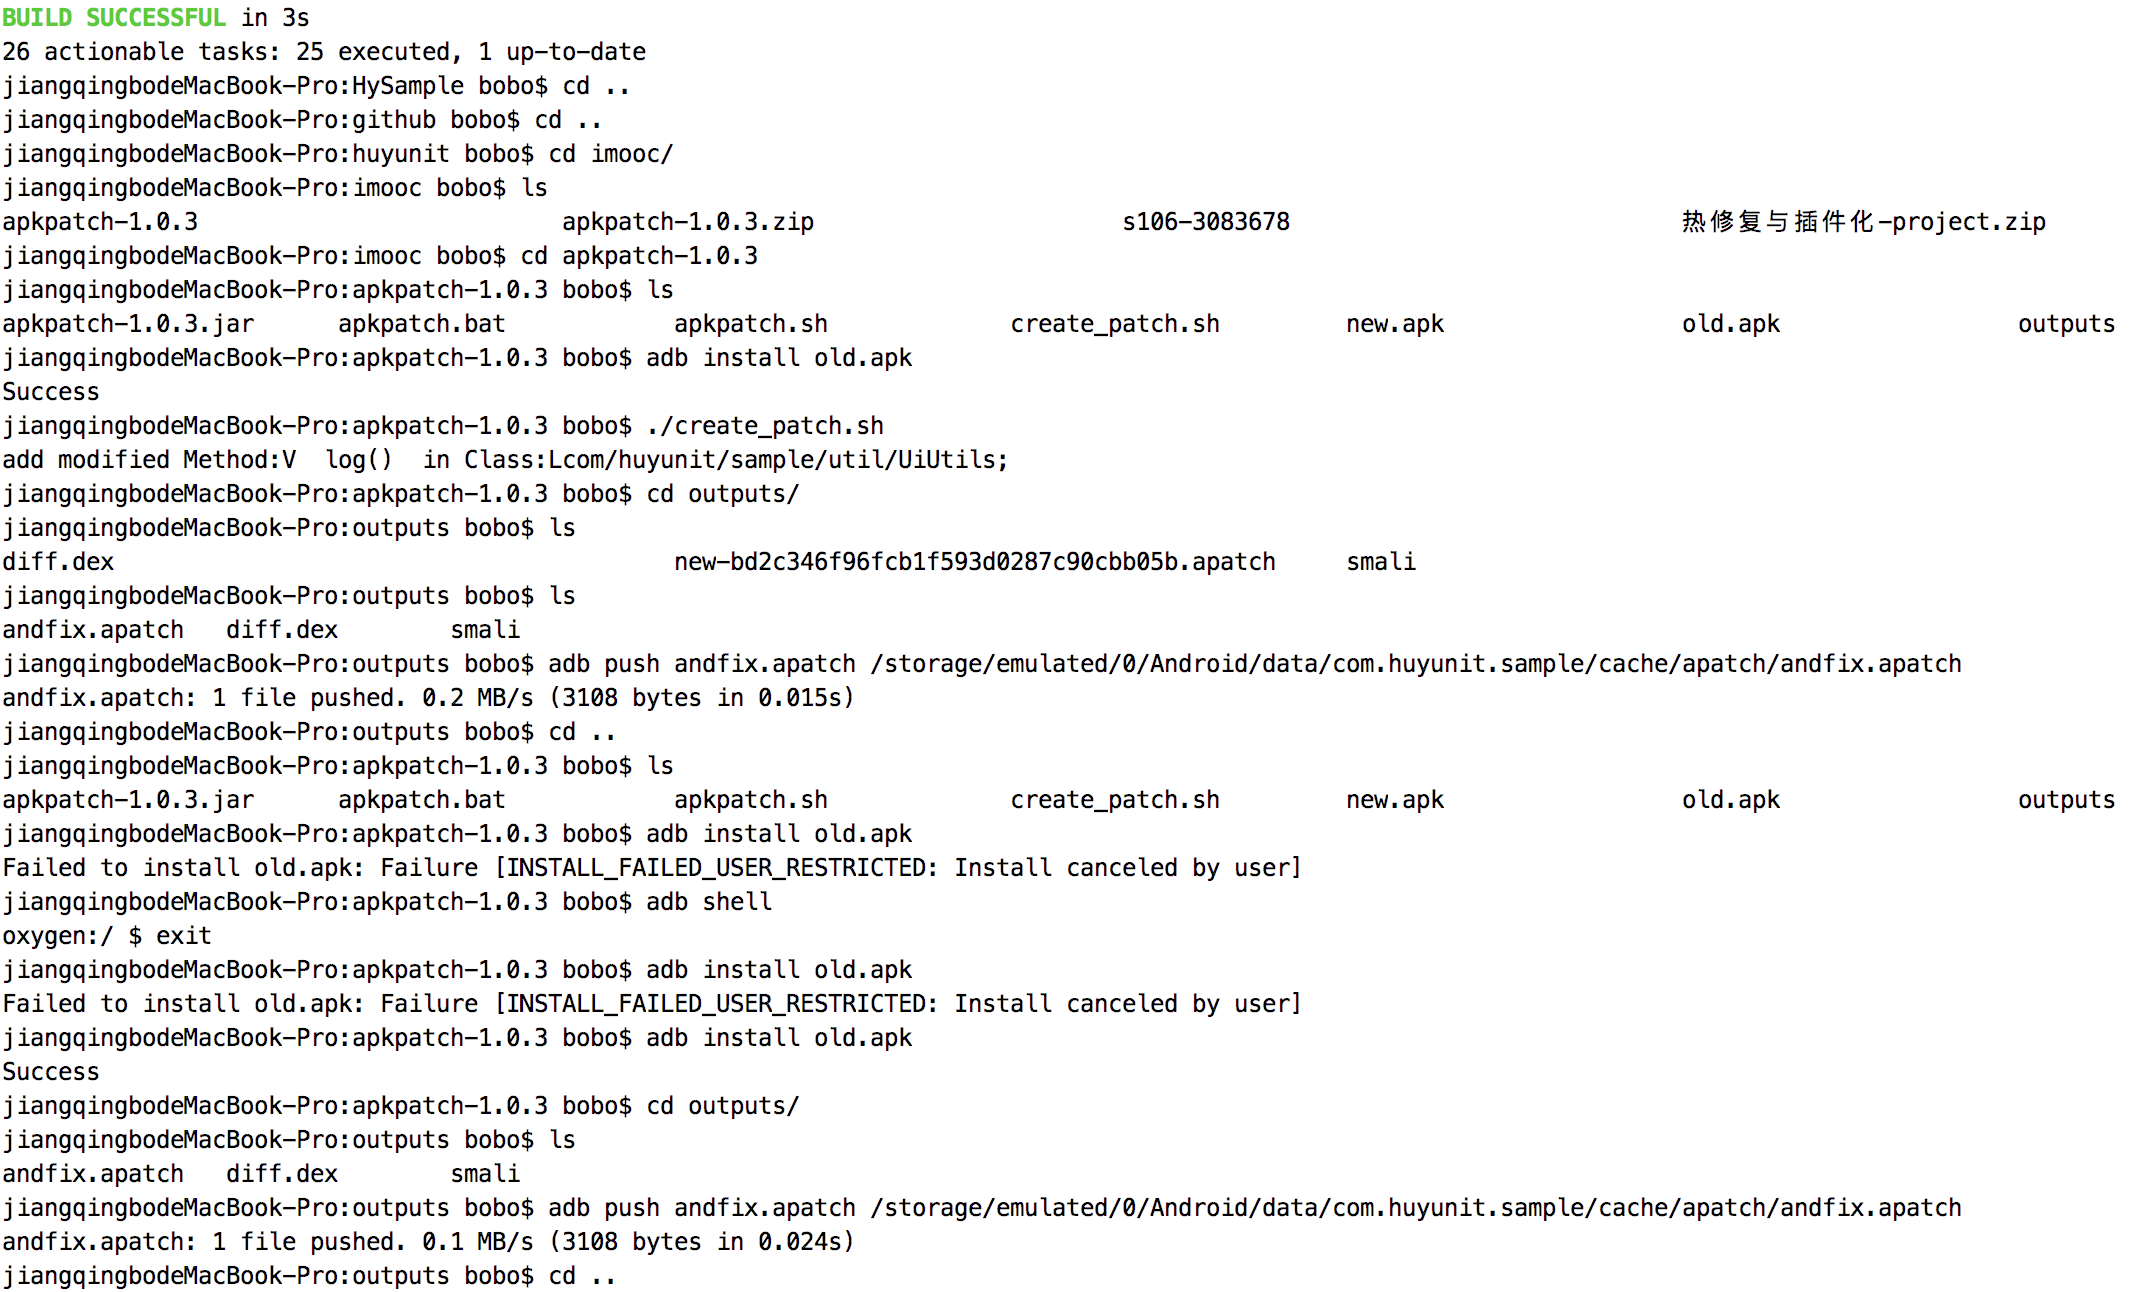 BUILD SUCCESSFUL in 3s
26 actionable tasks: 25 executed, 1 up-to-date
jiangqingbodeMacBook-Pro:HySample bobo$ cd ..
jiangqingbodeMacBook-Pro:github bobo$ cd ..
jiangqingbodeMacBook-Pro:huyunit bobo$ cd imooc/
jiangqingbodeMacBook-Pro:imooc bobo$ ls
apkpatch-1.0.3 apkpatch-1.0.3.zip s106-3083678 热修复与插件化-project.zip
jiangqingbodeMacBook-Pro:imooc bobo$ cd apkpatch-1.0.3
jiangqingbodeMacBook-Pro:apkpatch-1.0.3 bobo$ ls
apkpatch-1.0.3.jar apkpatch.bat apkpatch.sh create_patch.sh new.apk old.apk outputs
jiangqingbodeMacBook-Pro:apkpatch-1.0.3 bobo$ adb install old.apk
Success
jiangqingbodeMacBook-Pro:apkpatch-1.0.3 bobo$ ./create_patch.sh
add modified Method:V  log()  in Class:Lcom/huyunit/sample/util/UiUtils;
jiangqingbodeMacBook-Pro:apkpatch-1.0.3 bobo$ cd outputs/
jiangqingbodeMacBook-Pro:outputs bobo$ ls
diff.dex new-bd2c346f96fcb1f593d0287c90cbb05b.apatch smali
jiangqingbodeMacBook-Pro:outputs bobo$ ls
andfix.apatch diff.dex smali
jiangqingbodeMacBook-Pro:outputs bobo$ adb push andfix.apatch /storage/emulated/0/Android/data/com.huyunit.sample/cache/apatch/andfix.apatch
andfix.apatch: 1 file pushed. 0.2 MB/s (3108 bytes in 0.015s)
jiangqingbodeMacBook-Pro:outputs bobo$ cd ..
jiangqingbodeMacBook-Pro:apkpatch-1.0.3 bobo$ ls
apkpatch-1.0.3.jar apkpatch.bat apkpatch.sh create_patch.sh new.apk old.apk outputs
jiangqingbodeMacBook-Pro:apkpatch-1.0.3 bobo$ adb install old.apk
Failed to install old.apk: Failure [INSTALL_FAILED_USER_RESTRICTED: Install canceled by user]
jiangqingbodeMacBook-Pro:apkpatch-1.0.3 bobo$ adb shell
oxygen:/ $ exit
jiangqingbodeMacBook-Pro:apkpatch-1.0.3 bobo$ adb install old.apk
Failed to install old.apk: Failure [INSTALL_FAILED_USER_RESTRICTED: Install canceled by user]
jiangqingbodeMacBook-Pro:apkpatch-1.0.3 bobo$ adb install old.apk
Success
jiangqingbodeMacBook-Pro:apkpatch-1.0.3 bobo$ cd outputs/
jiangqingbodeMacBook-Pro:outputs bobo$ ls
andfix.apatch diff.dex smali
jiangqingbodeMacBook-Pro:outputs bobo$ adb push andfix.apatch /storage/emulated/0/Android/data/com.huyunit.sample/cache/apatch/andfix.apatch
andfix.apatch: 1 file pushed. 0.1 MB/s (3108 bytes in 0.024s)
jiangqingbodeMacBook-Pro:outputs bobo$ cd ..